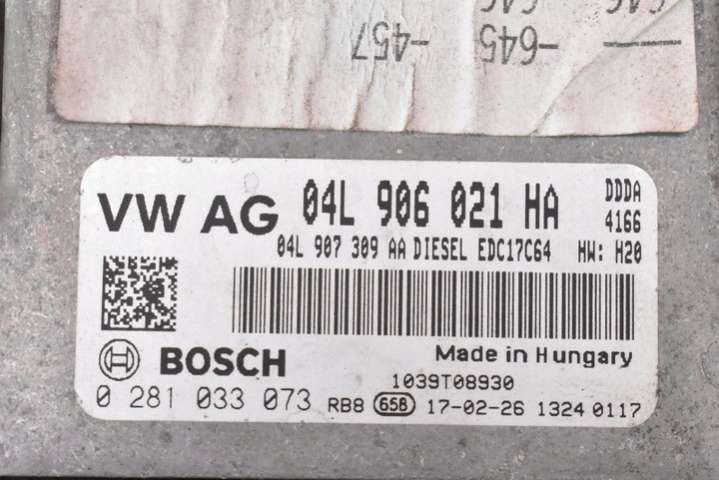 -457 -645
VW AG 04L 906 021 HA DDDA
4166
04L 907 309 AA DIESEL EDC17C64 HW: H20
BOSCH Made in Hungary
1039T08930
0 281 033 073 RB8 658 17-02-26 1324 0117